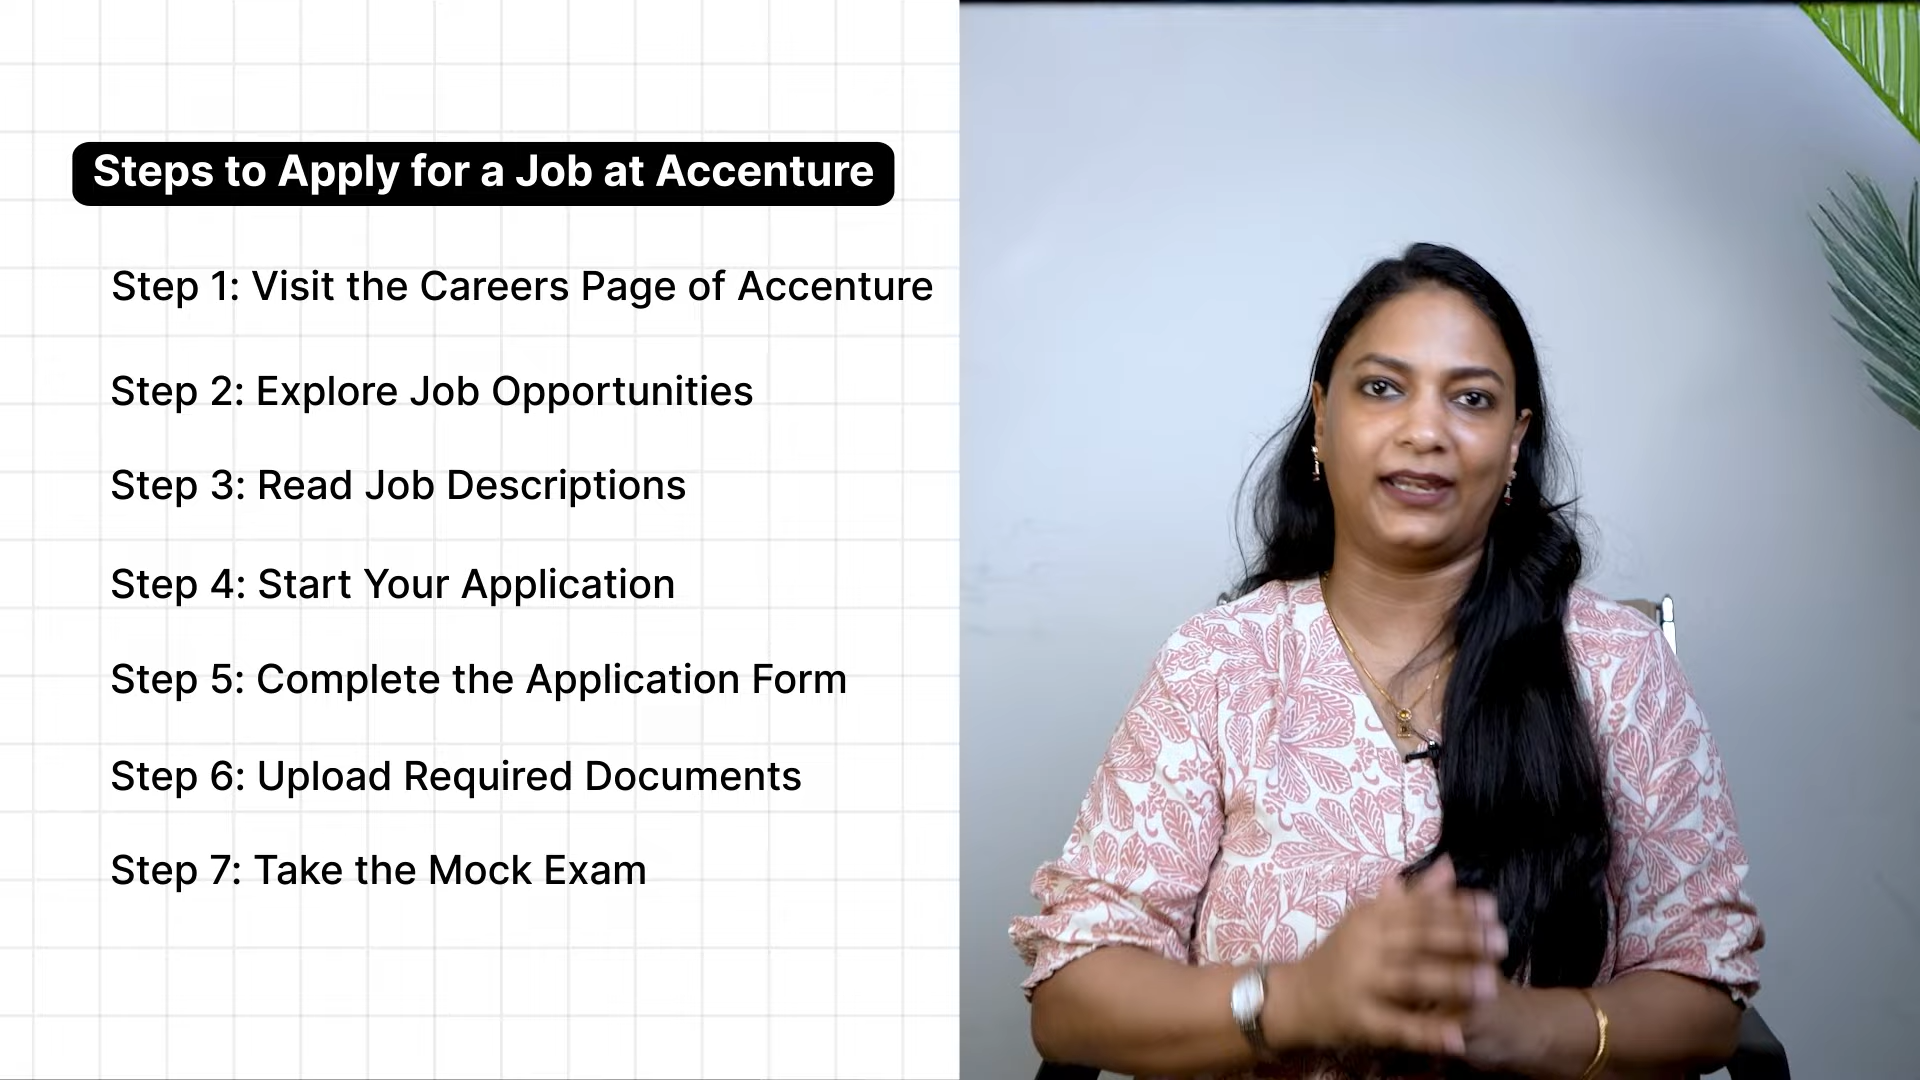 Steps to Apply for a Job at Accenture
Step 1: Visit the Careers Page of Accenture
Step 2: Explore Job Opportunities
Step 3: Read Job Descriptions
Step 4: Start Your Application
Step 5: Complete the Application Form
Step 6: Upload Required Documents
Step 7: Take the Mock Exam